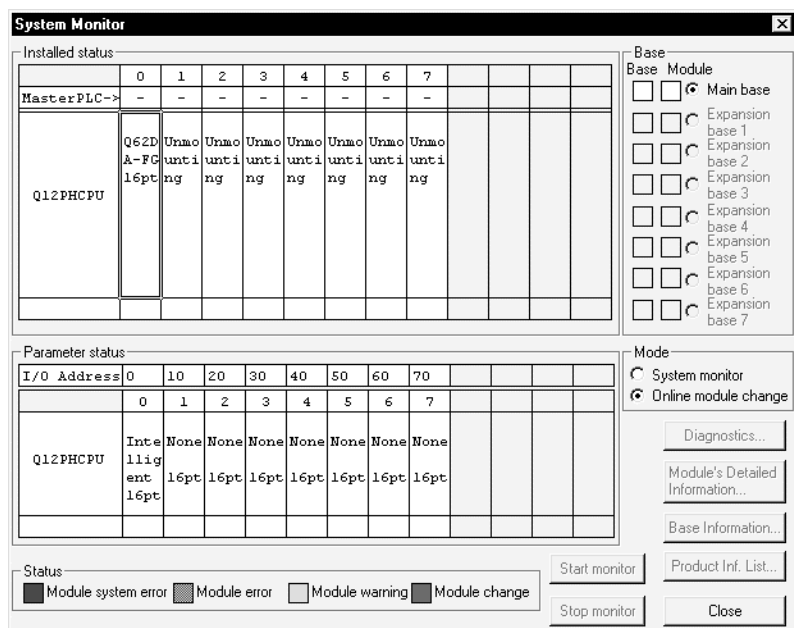 System Monitor
Installed status
0 1 2 3 4 5 6 7
MasterPLC-> - - - - - - - -
Q62D Unmo Unmo Unmo Unmo Unmo Unmo Unmo
A-FG unti unti unti unti unti unti unti
16pt ng ng ng ng ng ng ng
Q12PHCPU
Base
Base Module
Main base
Expansion
base 1
Expansion
base 2
Expansion
base 3
Expansion
base 4
Expansion
base 5
Expansion
base 6
Expansion
base 7
Parameter status
I/O Address 0 10 20 30 40 50 60 70
0 1 2 3 4 5 6 7
Inte None None None None None None None
llig
Q12PHCPU
ent 16pt 16pt 16pt 16pt 16pt 16pt 16pt
16pt
Mode
System monitor
Online module change
Diagnostics...
Module's Detailed
Information...
Base Information...
Product Inf. List...
Status
Module system error Module error Module warning Module change
Start monitor
Stop monitor
Close